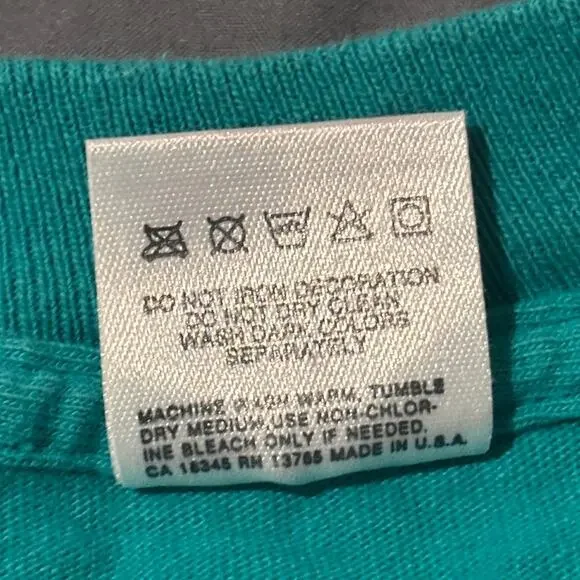 DO NOT IRON DECORATION
DO NOT DRY CLEAN
WASH DARK COLORS
SEPARATELY
MACHINE WASH WARM, TUMBLE
DRY MEDIUM, USE NON-CHLOR-
INE BLEACH ONLY IF NEEDED.
CA 16345 RN 13765 MADE IN U.S.A.